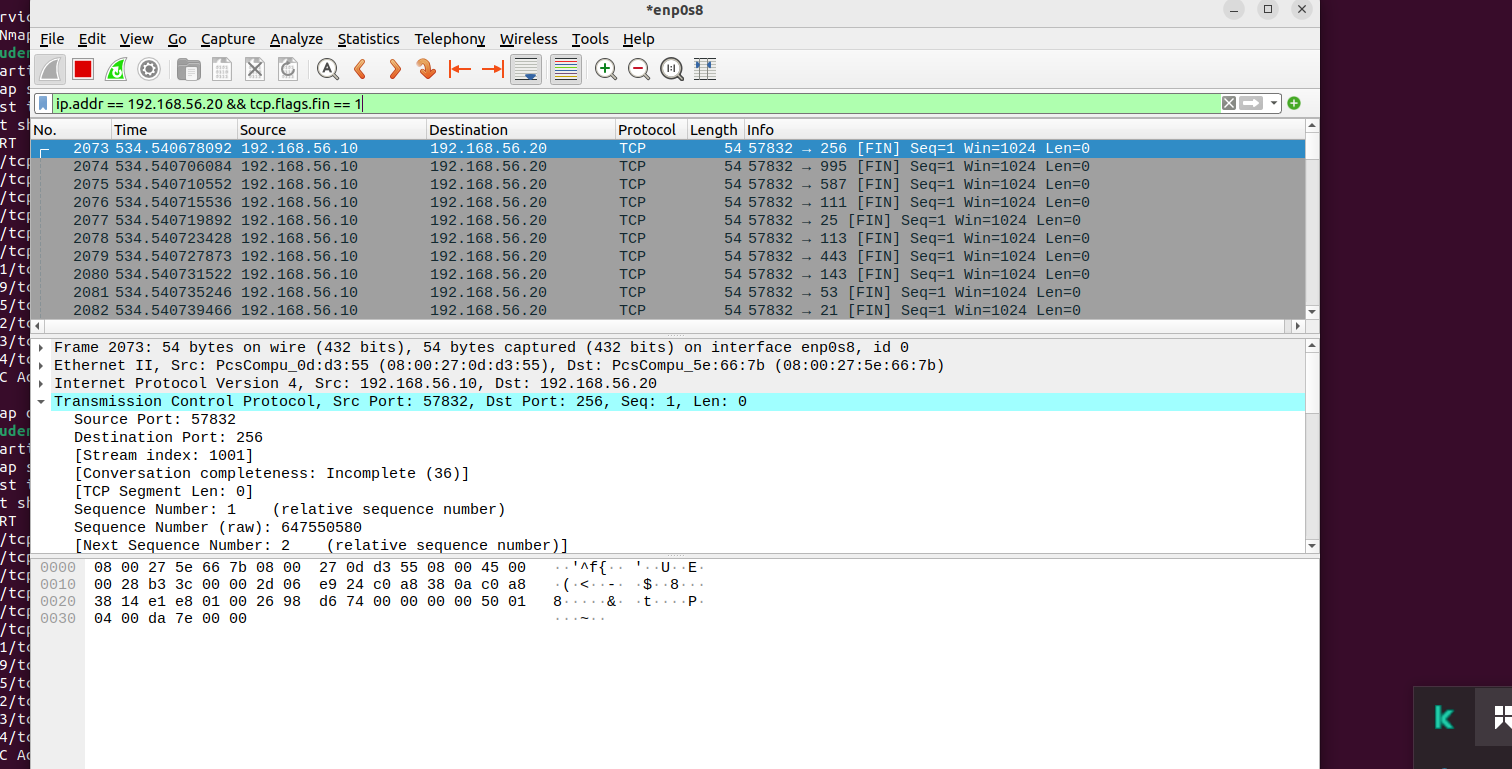 *enp0s8
File Edit View Go Capture Analyze Statistics Telephony Wireless Tools Help
ip.addr == 192.168.56.20 && tcp.flags.fin == 1
No. Time Source Destination Protocol Length Info
2073 534.540678092 192.168.56.10 192.168.56.20 TCP 54 57832 → 256 [FIN] Seq=1 Win=1024 Len=0
2074 534.540706084 192.168.56.10 192.168.56.20 TCP 54 57832 → 995 [FIN] Seq=1 Win=1024 Len=0
2075 534.540710552 192.168.56.10 192.168.56.20 TCP 54 57832 → 587 [FIN] Seq=1 Win=1024 Len=0
2076 534.540715536 192.168.56.10 192.168.56.20 TCP 54 57832 → 111 [FIN] Seq=1 Win=1024 Len=0
2077 534.540719892 192.168.56.10 192.168.56.20 TCP 54 57832 → 25 [FIN] Seq=1 Win=1024 Len=0
2078 534.540723428 192.168.56.10 192.168.56.20 TCP 54 57832 → 113 [FIN] Seq=1 Win=1024 Len=0
2079 534.540727873 192.168.56.10 192.168.56.20 TCP 54 57832 → 443 [FIN] Seq=1 Win=1024 Len=0
2080 534.540731522 192.168.56.10 192.168.56.20 TCP 54 57832 → 143 [FIN] Seq=1 Win=1024 Len=0
2081 534.540735246 192.168.56.10 192.168.56.20 TCP 54 57832 → 53 [FIN] Seq=1 Win=1024 Len=0
2082 534.540739466 192.168.56.10 192.168.56.20 TCP 54 57832 → 21 [FIN] Seq=1 Win=1024 Len=0
Frame 2073: 54 bytes on wire (432 bits), 54 bytes captured (432 bits) on interface enp0s8, id 0
Ethernet II, Src: PcsCompu_0d:d3:55 (08:00:27:0d:d3:55), Dst: PcsCompu_5e:66:7b (08:00:27:5e:66:7b)
Internet Protocol Version 4, Src: 192.168.56.10, Dst: 192.168.56.20
Transmission Control Protocol, Src Port: 57832, Dst Port: 256, Seq: 1, Len: 0
Source Port: 57832
Destination Port: 256
[Stream index: 1001]
[Conversation completeness: Incomplete (36)]
[TCP Segment Len: 0]
Sequence Number: 1    (relative sequence number)
Sequence Number (raw): 647550580
[Next Sequence Number: 2    (relative sequence number)]
0000 08 00 27 5e 66 7b 08 00 27 0d d3 55 08 00 45 00 ··'^f{·· '··U··E·
0010 00 28 b3 3c 00 00 2d 06 e9 24 c0 a8 38 0a c0 a8 ·(·<··-· ·$··8···
0020 38 14 e1 e8 01 00 26 98 d6 74 00 00 00 00 50 01 8·····&· ·t····P·
0030 04 00 da 7e 00 00 ···~··